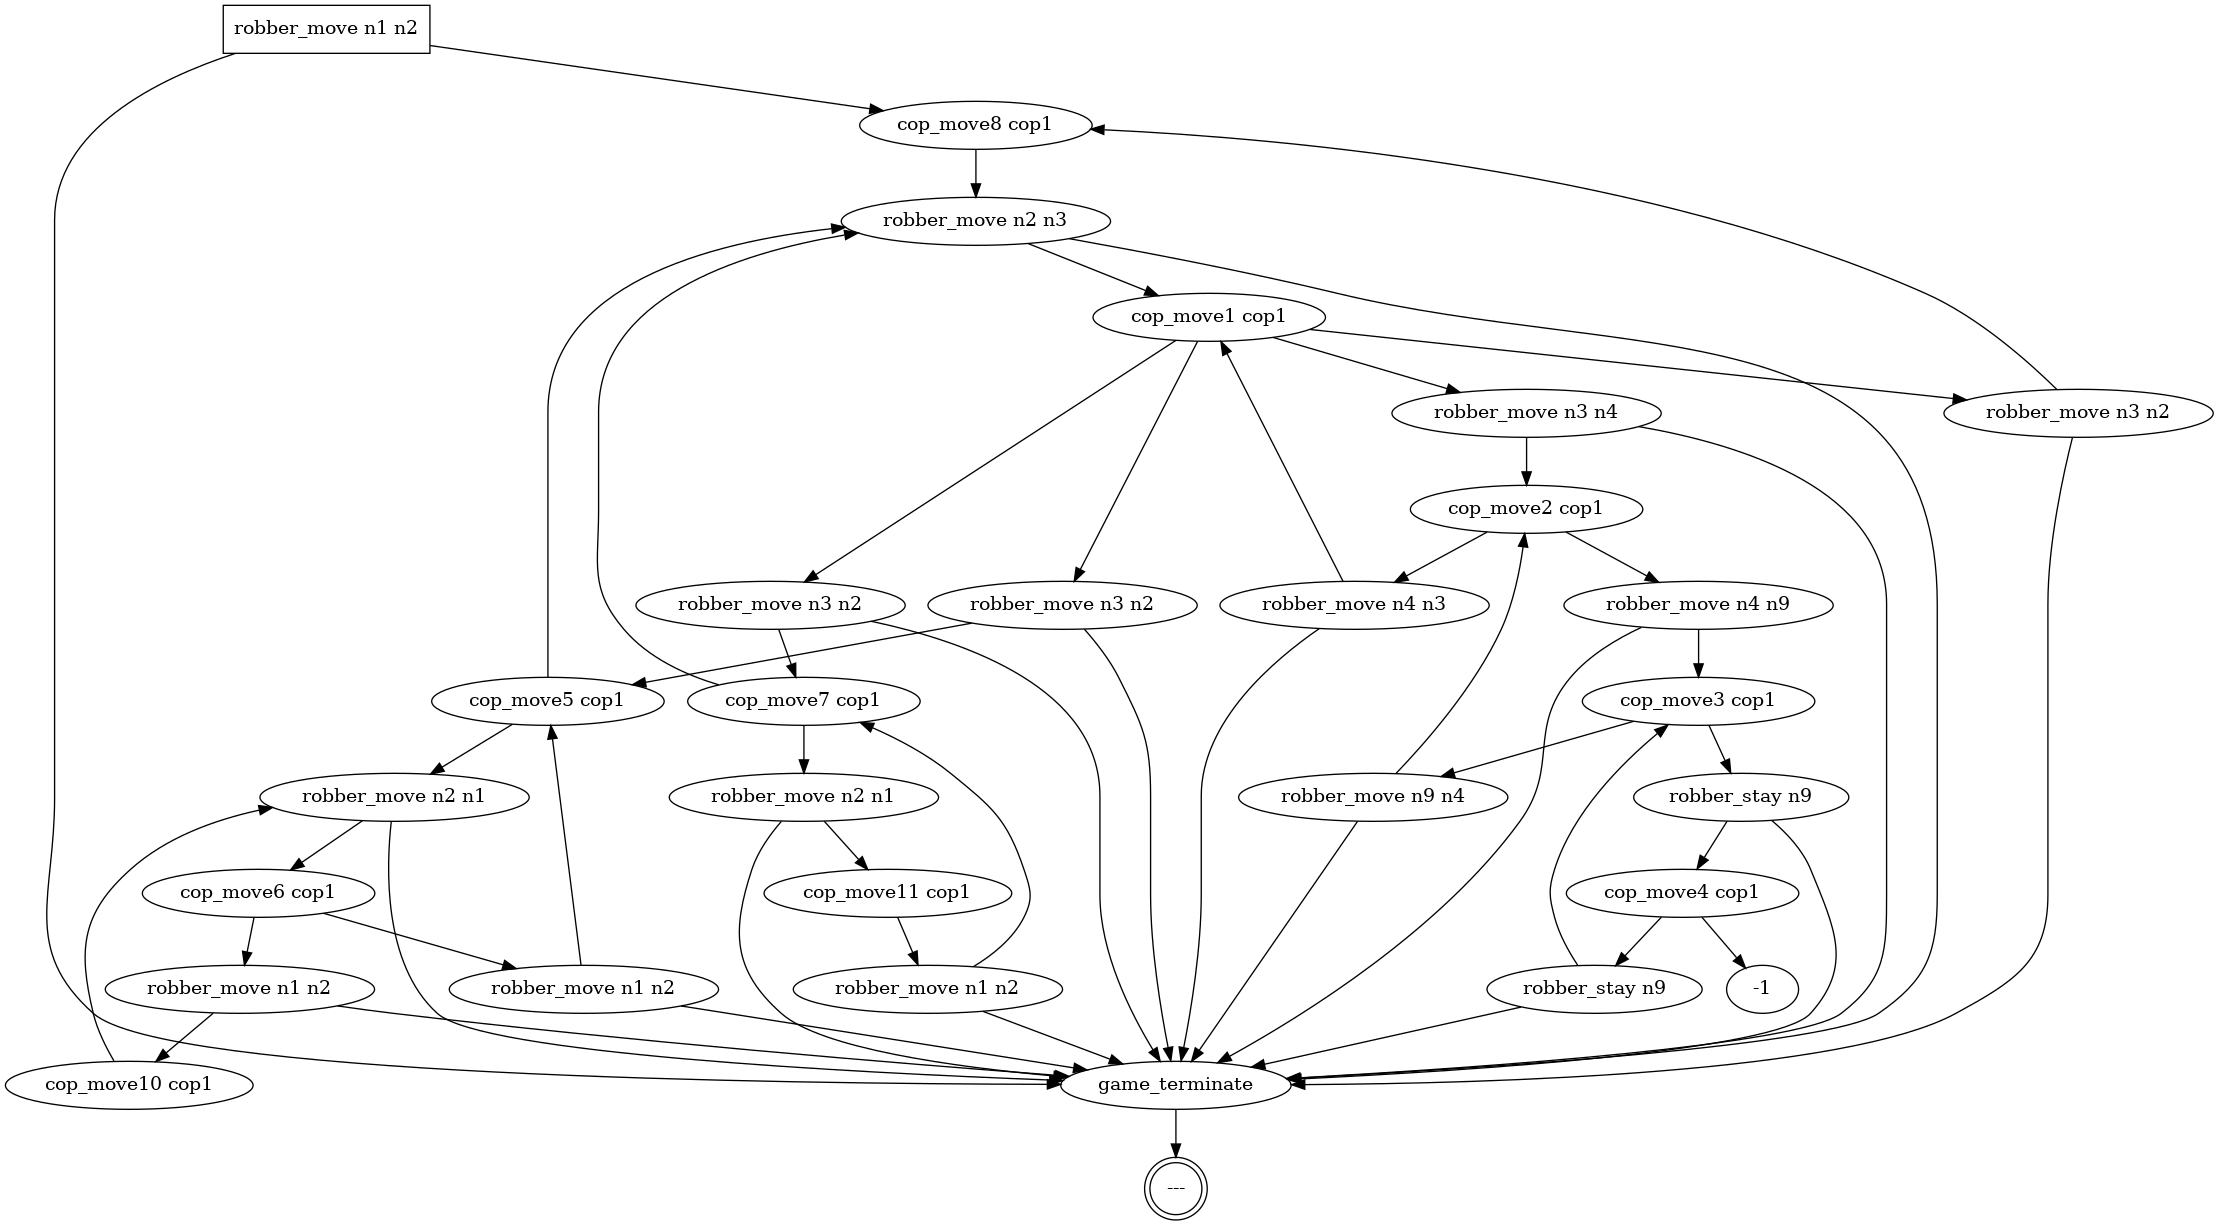 robber_move n1 n2
cop_move8 cop1
robber_move n2 n3
cop_move1 cop1
robber_move n3 n4
robber_move n3 n2
cop_move2 cop1
robber_move n3 n2
robber_move n3 n2
robber_move n4 n3
robber_move n4 n9
cop_move5 cop1
cop_move7 cop1
cop_move3 cop1
robber_move n2 n1
robber_move n2 n1
robber_move n9 n4
robber_stay n9
cop_move6 cop1
cop_move11 cop1
cop_move4 cop1
robber_move n1 n2
robber_move n1 n2
robber_move n1 n2
robber_stay n9
-1
cop_move10 cop1
game_terminate
---